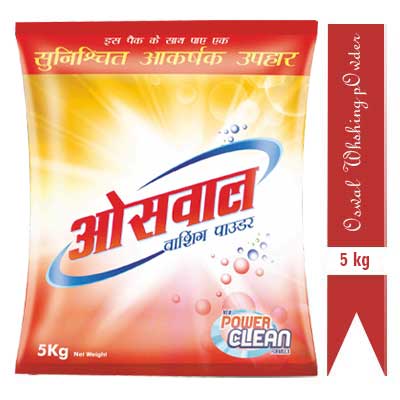 इस पैक के साथ पाए एक
सुनिश्चित आकर्षक उपहार
ओसवाल
वाशिंग पाउडर
POWER
CLEAN
5Kg Net Weight
Oswal Whshing pOwder
5 kg